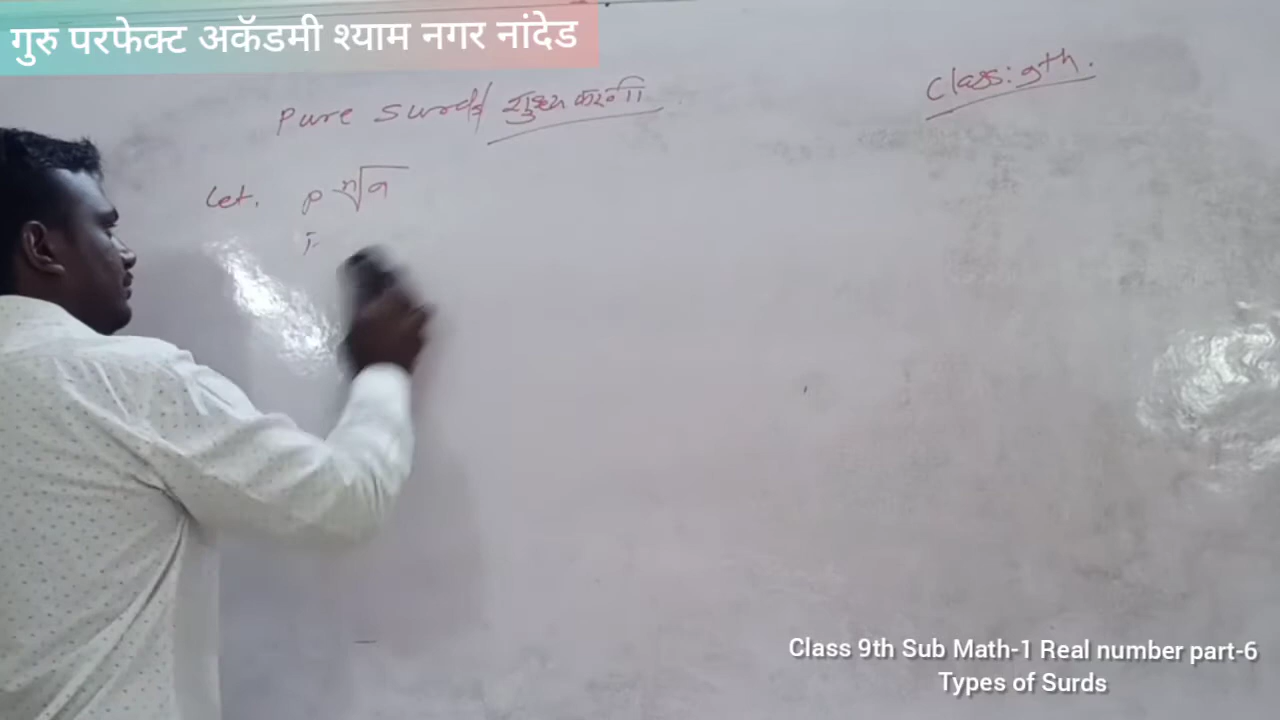 गुरु परफेक्ट अकॅडमी श्याम नगर नांदेड
Class: 9th.
Pure Surds/ शुद्ध करणी
Let. p ⁿ√a
Class 9th Sub Math-1 Real number part-6
Types of Surds